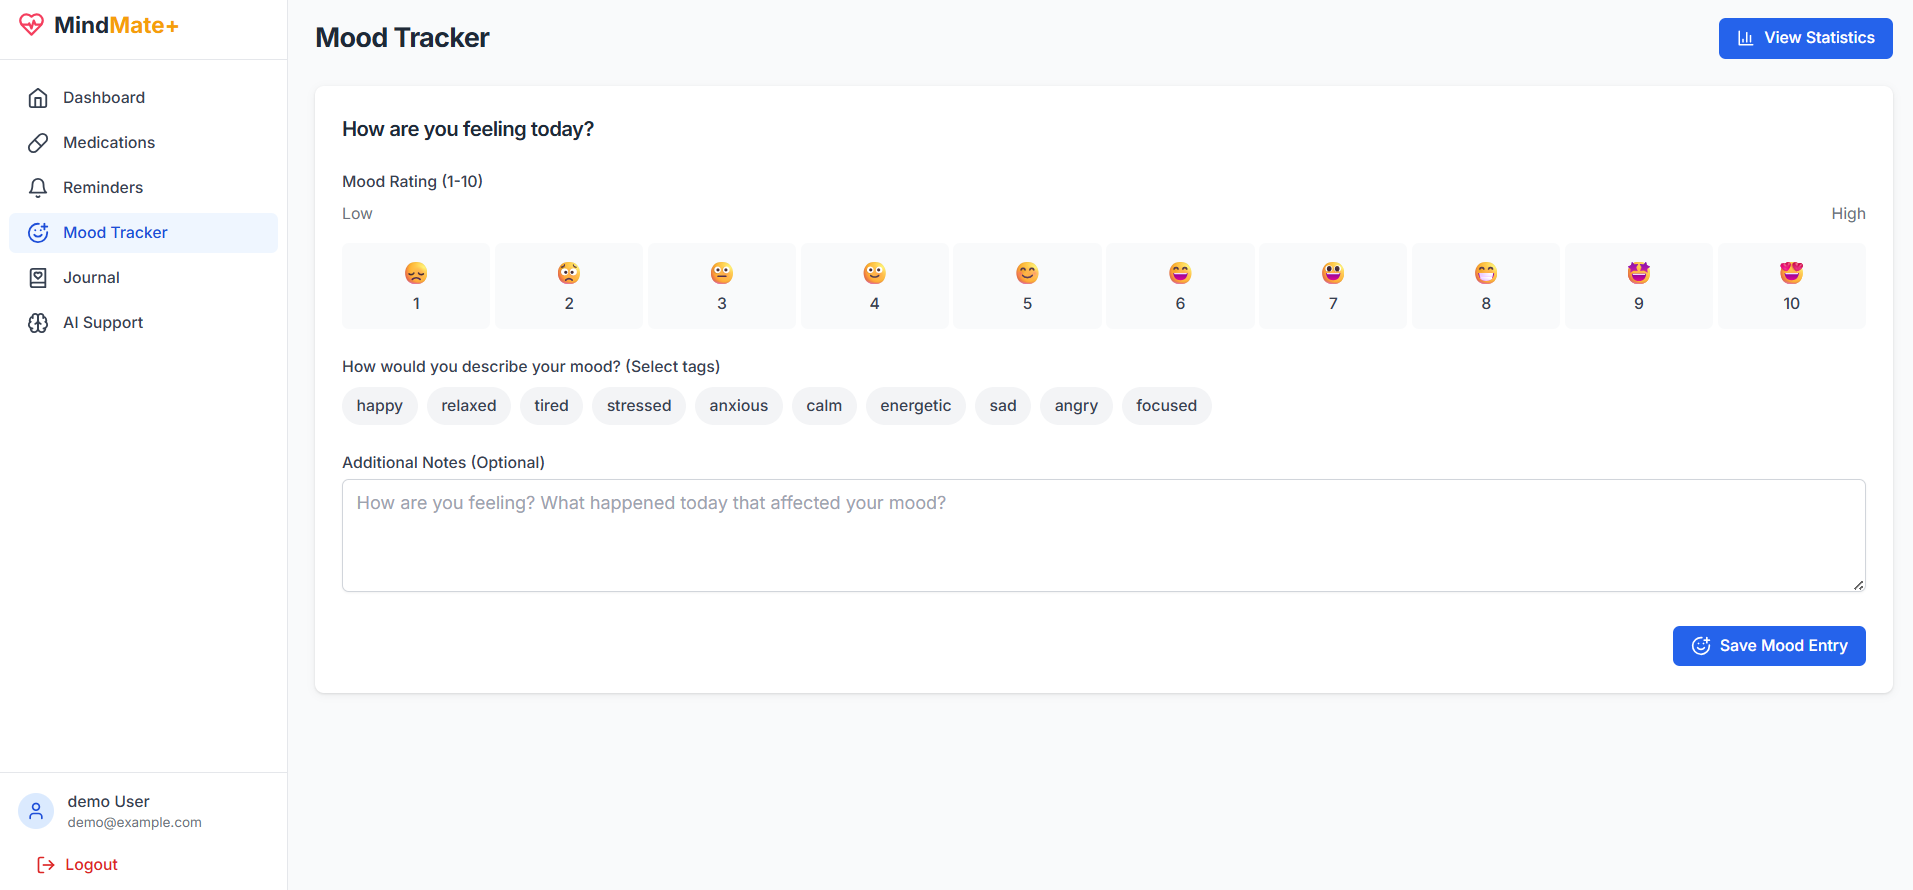 MindMate+
Dashboard
Medications
Reminders
Mood Tracker
Journal
AI Support
demo User
demo@example.com
Logout
Mood Tracker
View Statistics
How are you feeling today?
Mood Rating (1-10)
Low High
1 2 3 4 5 6 7 8 9 10
How would you describe your mood? (Select tags)
happy relaxed tired stressed anxious calm energetic sad angry focused
Additional Notes (Optional)
How are you feeling? What happened today that affected your mood?
Save Mood Entry